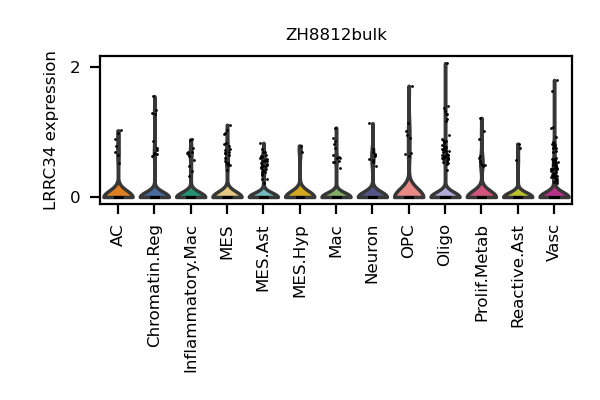 ZH8812bulk
LRRC34 expression
2
0
AC
Chromatin.Reg
Inflammatory.Mac
MES
MES.Ast
MES.Hyp
Mac
Neuron
OPC
Oligo
Prolif.Metab
Reactive.Ast
Vasc